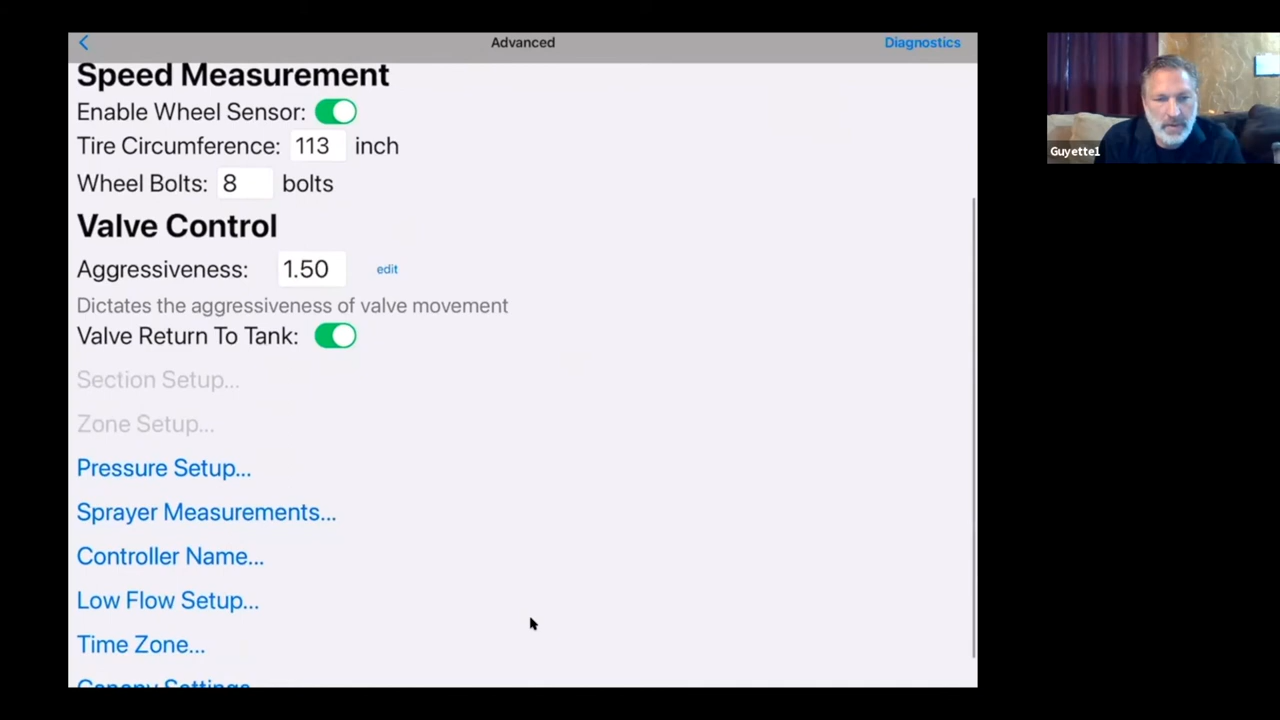 Advanced
Diagnostics
Speed Measurement
Enable Wheel Sensor:
Tire Circumference: 113 inch
Wheel Bolts: 8 bolts
Valve Control
Aggressiveness: 1.50 edit
Dictates the aggressiveness of valve movement
Valve Return To Tank:
Section Setup...
Zone Setup...
Pressure Setup...
Sprayer Measurements...
Controller Name...
Low Flow Setup...
Time Zone...
Canopy Settings
Guyette1